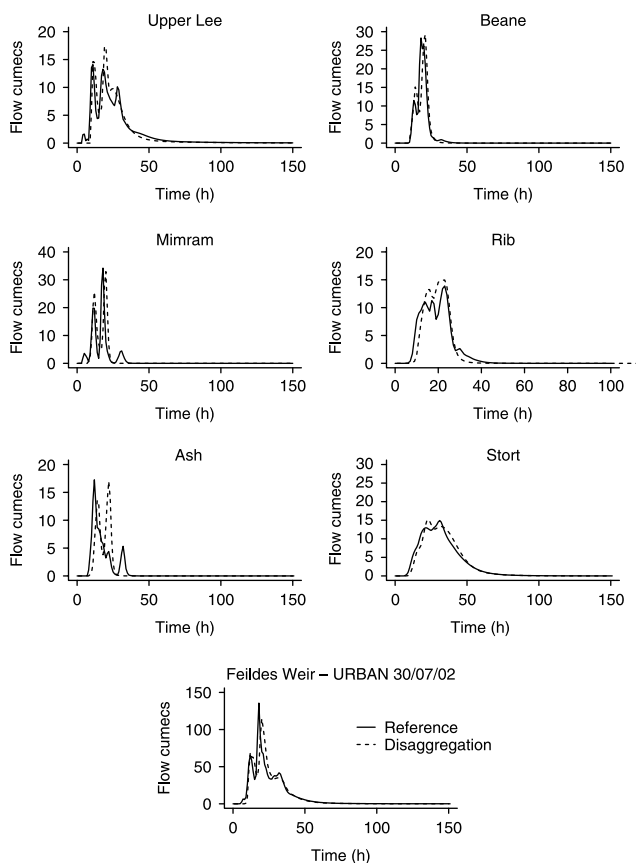 Upper Lee
Flow cumecs
20
15
10
5
0
0 50 100 150
Time (h)
Beane
Flow cumecs
30
25
20
15
10
5
0
0 50 100 150
Time (h)
Mimram
Flow cumecs
40
30
20
10
0
0 50 100 150
Time (h)
Rib
Flow cumecs
20
15
10
5
0
0 20 40 60 80 100
Time (h)
Ash
Flow cumecs
20
15
10
5
0
0 50 100 150
Time (h)
Stort
Flow cumecs
30
25
20
15
10
5
0
0 50 100 150
Time (h)
Feildes Weir – URBAN 30/07/02
Flow cumecs
150
100
50
0
0 50 100 150
Time (h)
Reference
Disaggregation